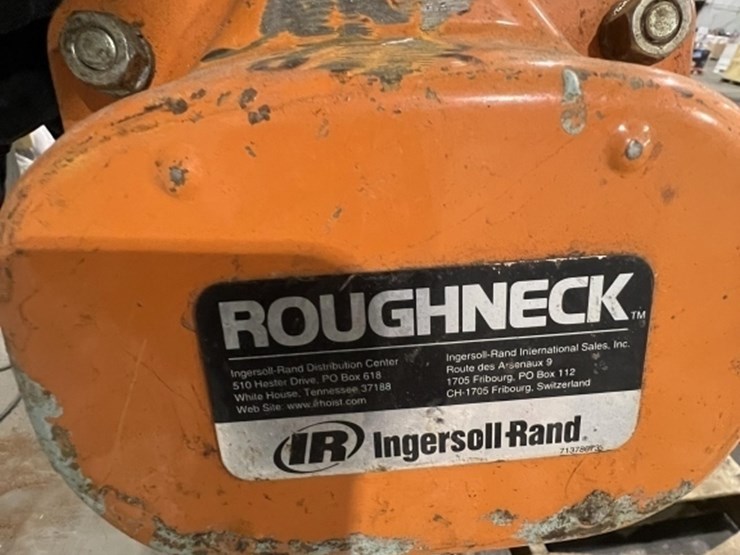 ROUGHNECK™
Ingersoll-Rand Distribution Center
510 Hester Drive, PO Box 618
White House, Tennessee 37188
Web Site: www.irhoist.com
Ingersoll-Rand International Sales, Inc.
Route des Arsenaux 9
1705 Fribourg, PO Box 112
CH-1705 Fribourg, Switzerland
IR Ingersoll-Rand®